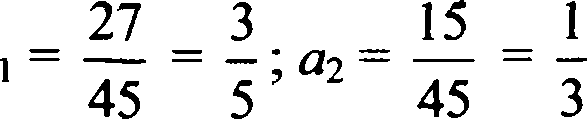 ₁ = 27/45 = 3/5; a₂ = 15/45 = 1/3